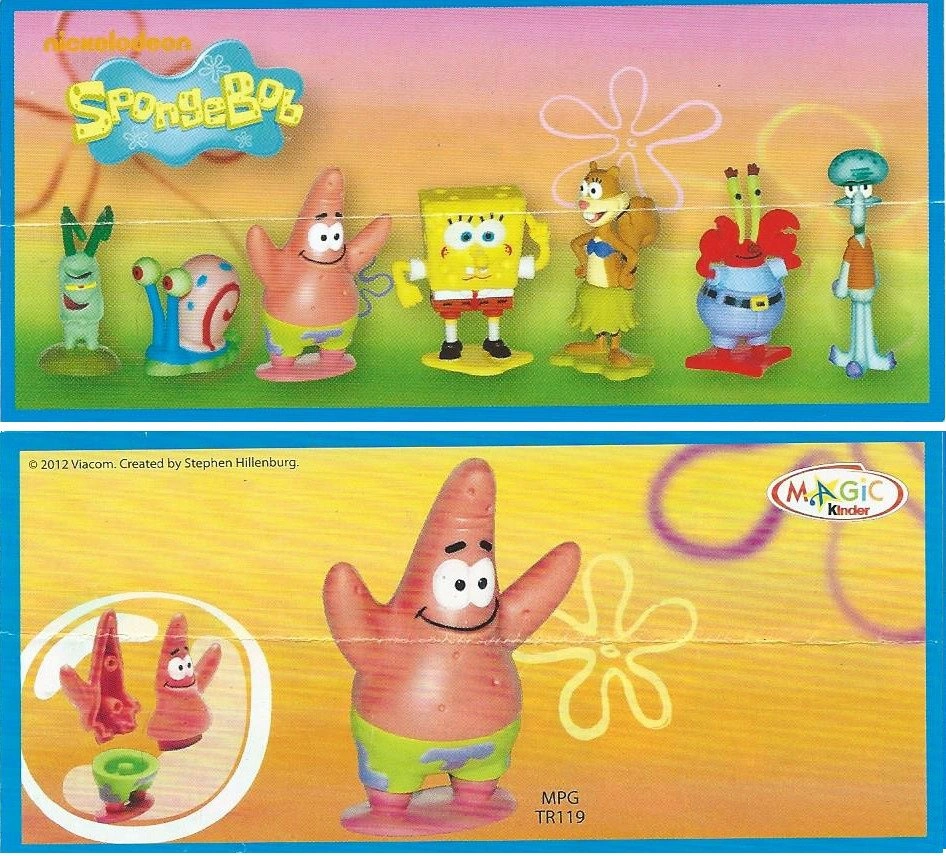 nickelodeon
SPONGEBOB
© 2012 Viacom. Created by Stephen Hillenburg.
MAGiC
Kinder
MPG
TR119